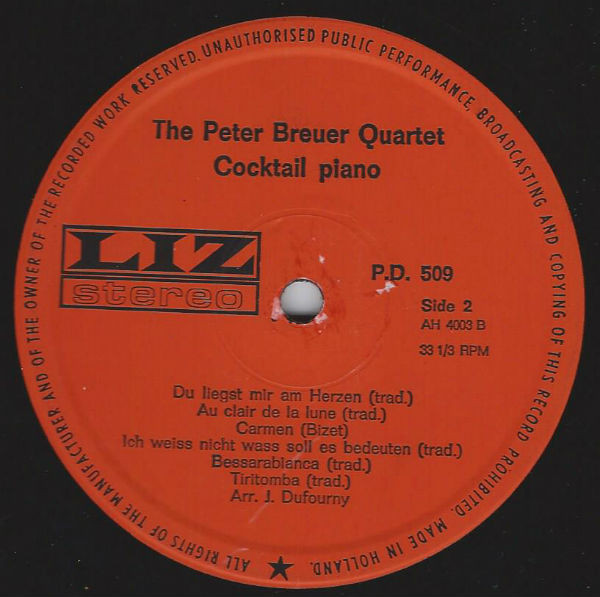 ALL RIGHTS OF THE MANUFACTURER AND OF THE OWNER OF THE RECORDED WORK RESERVED. UNAUTHORISED PUBLIC PERFORMANCE, BROADCASTING AND COPYING OF THIS RECORD PROHIBITED. MADE IN HOLLAND.
The Peter Breuer Quartet
Cocktail piano
LIZ
stereo
P.D. 509
Side 2
AH 4003 B
33 1/3 RPM
Du liegst mir am Herzen (trad.)
Au clair de la lune (trad.)
Carmen (Bizet)
Ich weiss nicht wass soll es bedeuten (trad.)
Bessarabianca (trad.)
Tiritomba (trad.)
Arr. J. Dufourny